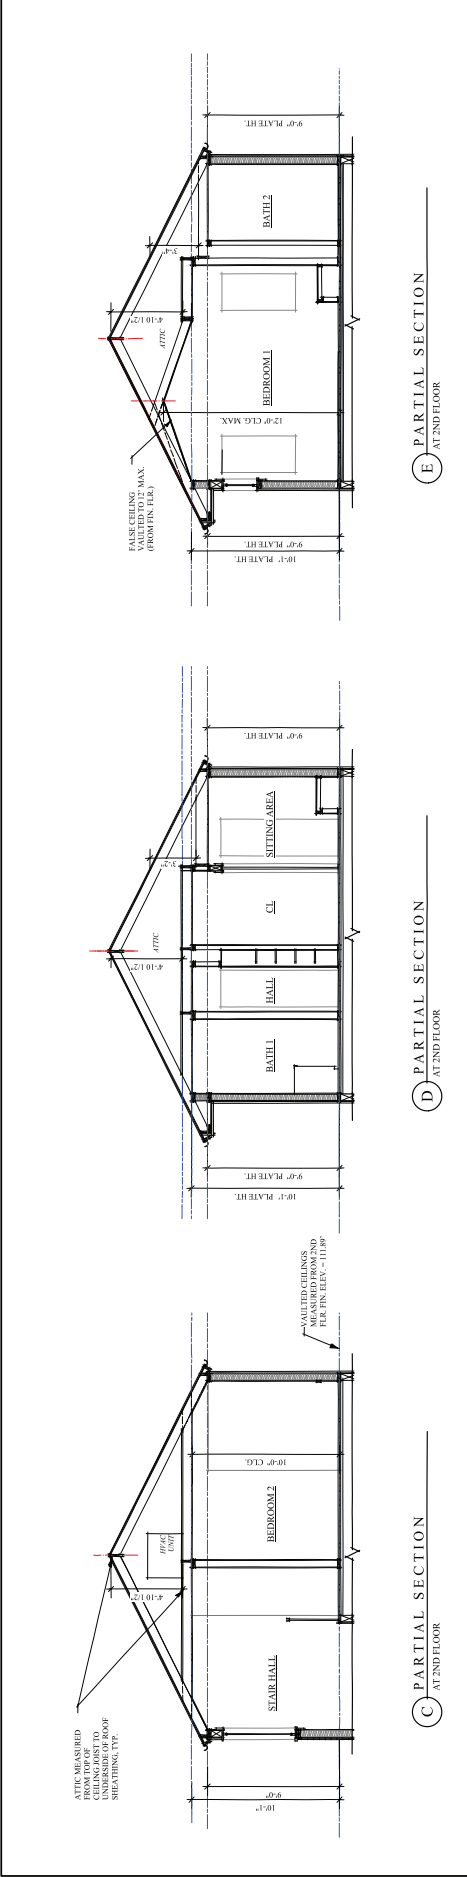 ATTIC MEASURED
FROM TOP OF
CEILING JOIST TO
UNDERSIDE OF ROOF
SHEATHING, TYP.
4'-10 1/2"
HVAC
UNIT
10'-1"
9'-0"
STAIR HALL
BEDROOM 2
10'-0" CLG.
VAULTED CEILINGS
MEASURED FROM 2ND
FLR. FIN. ELEV. = 111.89'
C PARTIAL SECTION
AT 2ND FLOOR
10'-1" PLATE HT.
9'-0" PLATE HT.
4'-10 1/2"
ATTIC
3'-2"
BATH 1
HALL
CL
SITTING AREA
9'-0" PLATE HT.
D PARTIAL SECTION
AT 2ND FLOOR
FALSE CEILING
VAULTED TO 12' MAX.
(FROM FIN. FLR.)
10'-1" PLATE HT.
9'-0" PLATE HT.
12'-0" CLG. MAX.
4'-10 1/2"
ATTIC
3'-4"
BEDROOM 1
BATH 2
9'-0" PLATE HT.
E PARTIAL SECTION
AT 2ND FLOOR